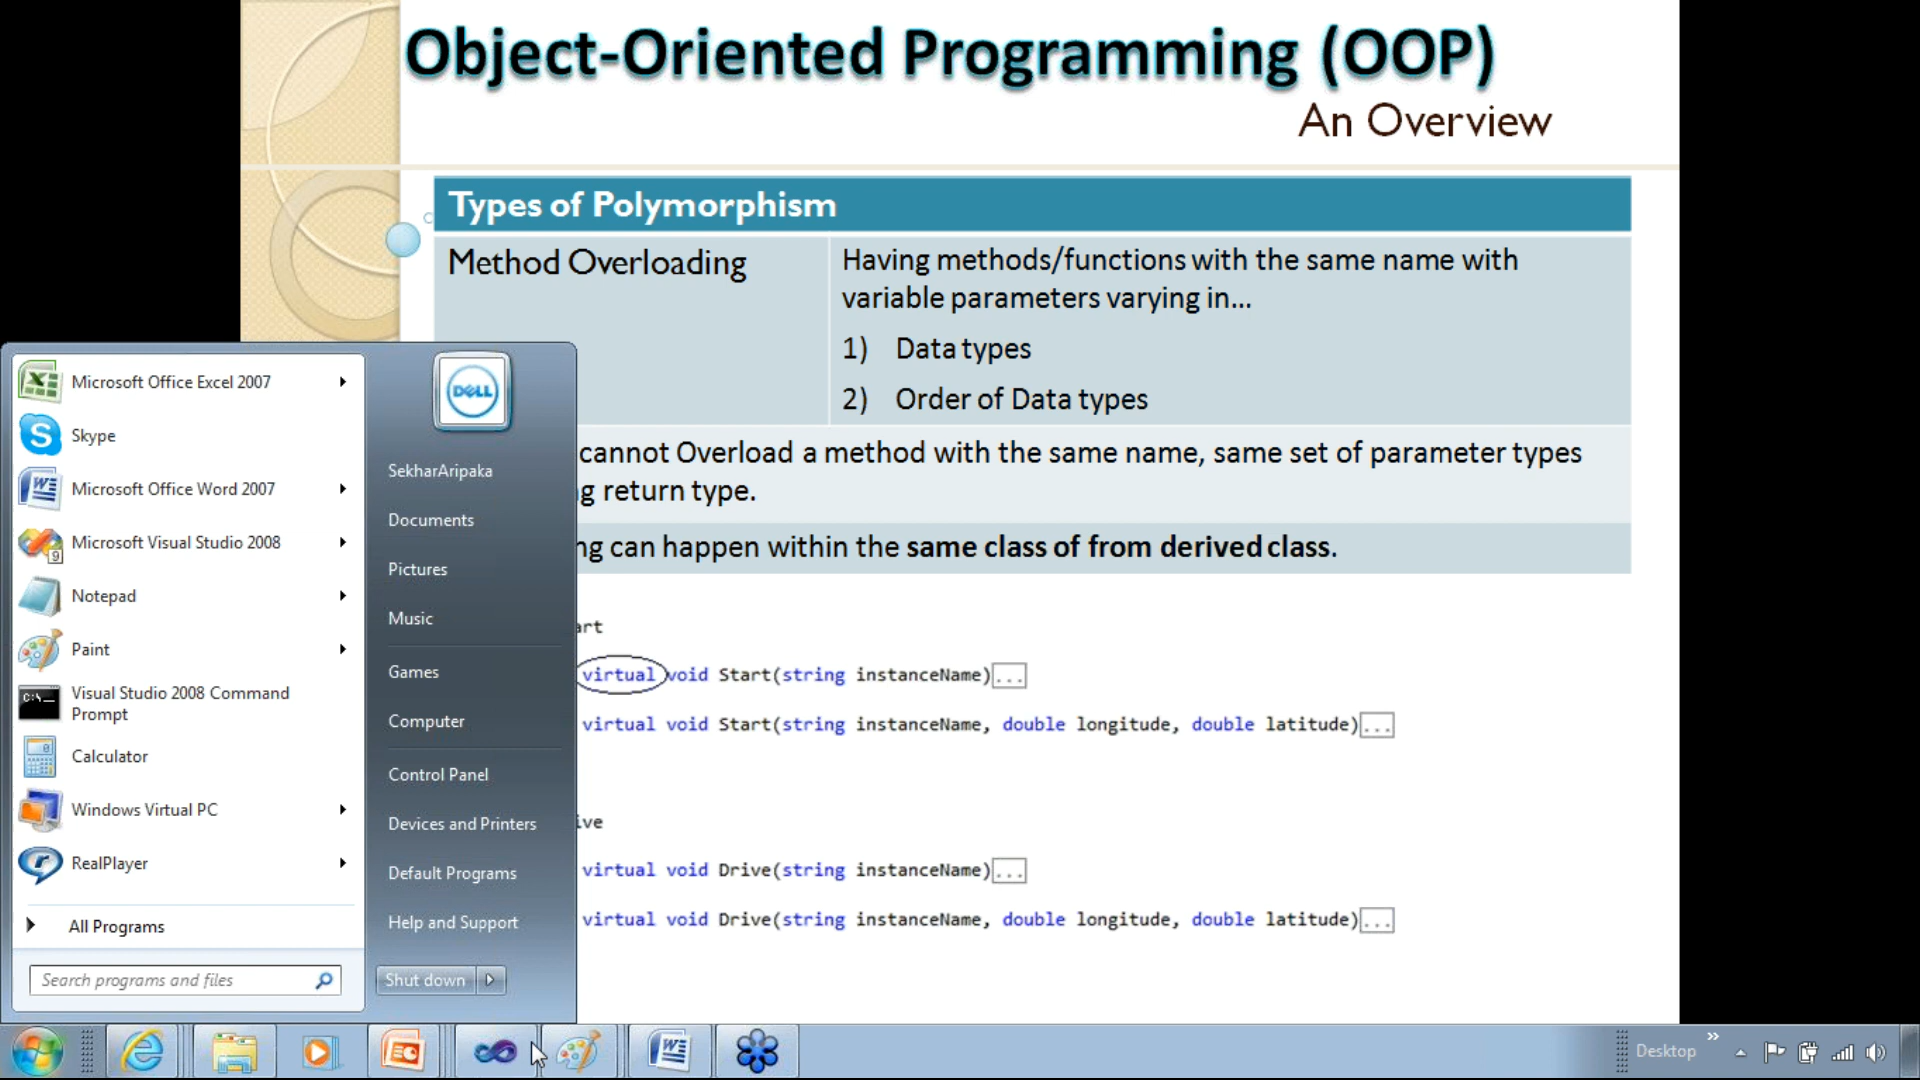 Object-Oriented Programming (OOP)
An Overview
Types of Polymorphism
Method Overloading
Having methods/functions with the same name with
variable parameters varying in...
1) Data types
2) Order of Data types
cannot Overload a method with the same name, same set of parameter types
g return type.
ng can happen within the same class of from derived class.
art
virtual void Start(string instanceName)...
virtual void Start(string instanceName, double longitude, double latitude)...
ive
virtual void Drive(string instanceName)...
virtual void Drive(string instanceName, double longitude, double latitude)...
Microsoft Office Excel 2007
Skype
Microsoft Office Word 2007
Microsoft Visual Studio 2008
Notepad
Paint
Visual Studio 2008 Command
Prompt
Calculator
Windows Virtual PC
RealPlayer
All Programs
Search programs and files
DELL
SekharAripaka
Documents
Pictures
Music
Games
Computer
Control Panel
Devices and Printers
Default Programs
Help and Support
Shut down
Desktop